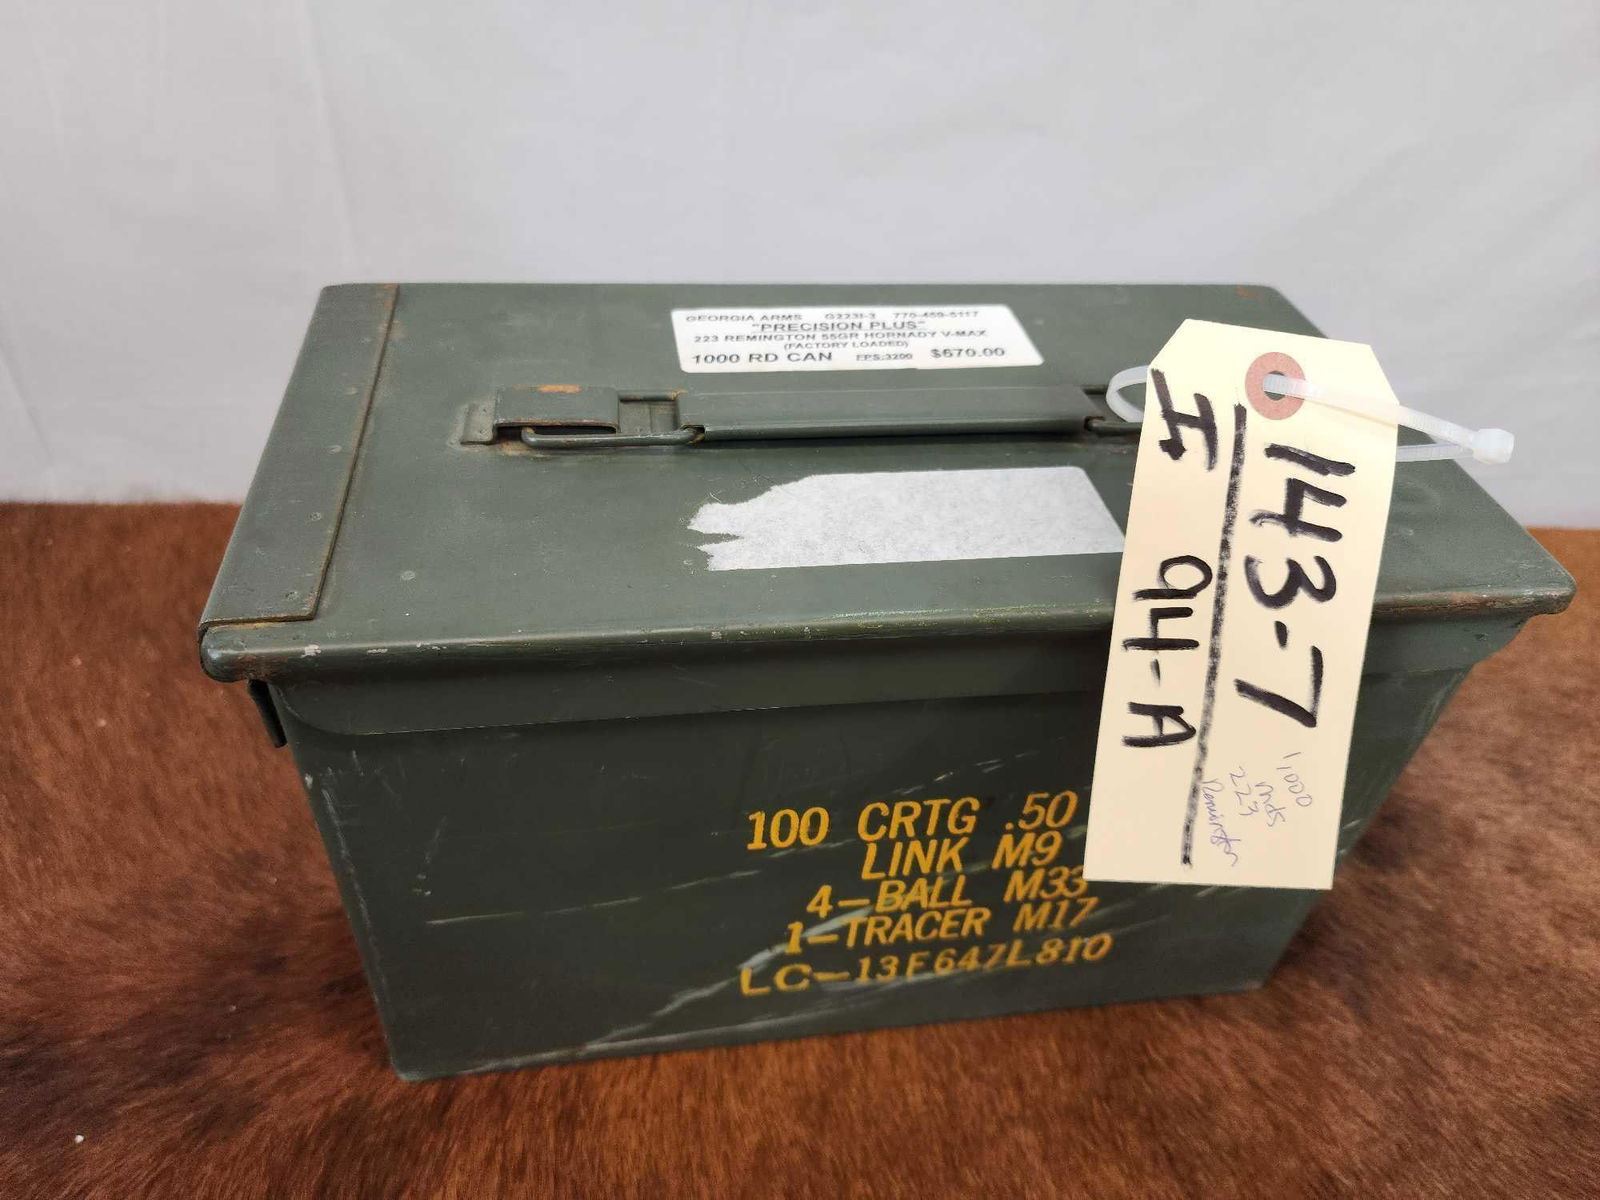 GEORGIA ARMS G223I-3 770-459-5117
"PRECISION PLUS"
223 REMINGTON 55GR HORNADY V-MAX
(FACTORY LOADED)
1000 RD CAN FPS:3200 $670.00
143-7
I 94-A
1000
rnds
223
Remington
100 CRTG .50
LINK M9
4-BALL M33
1-TRACER M17
LC-13F647L810